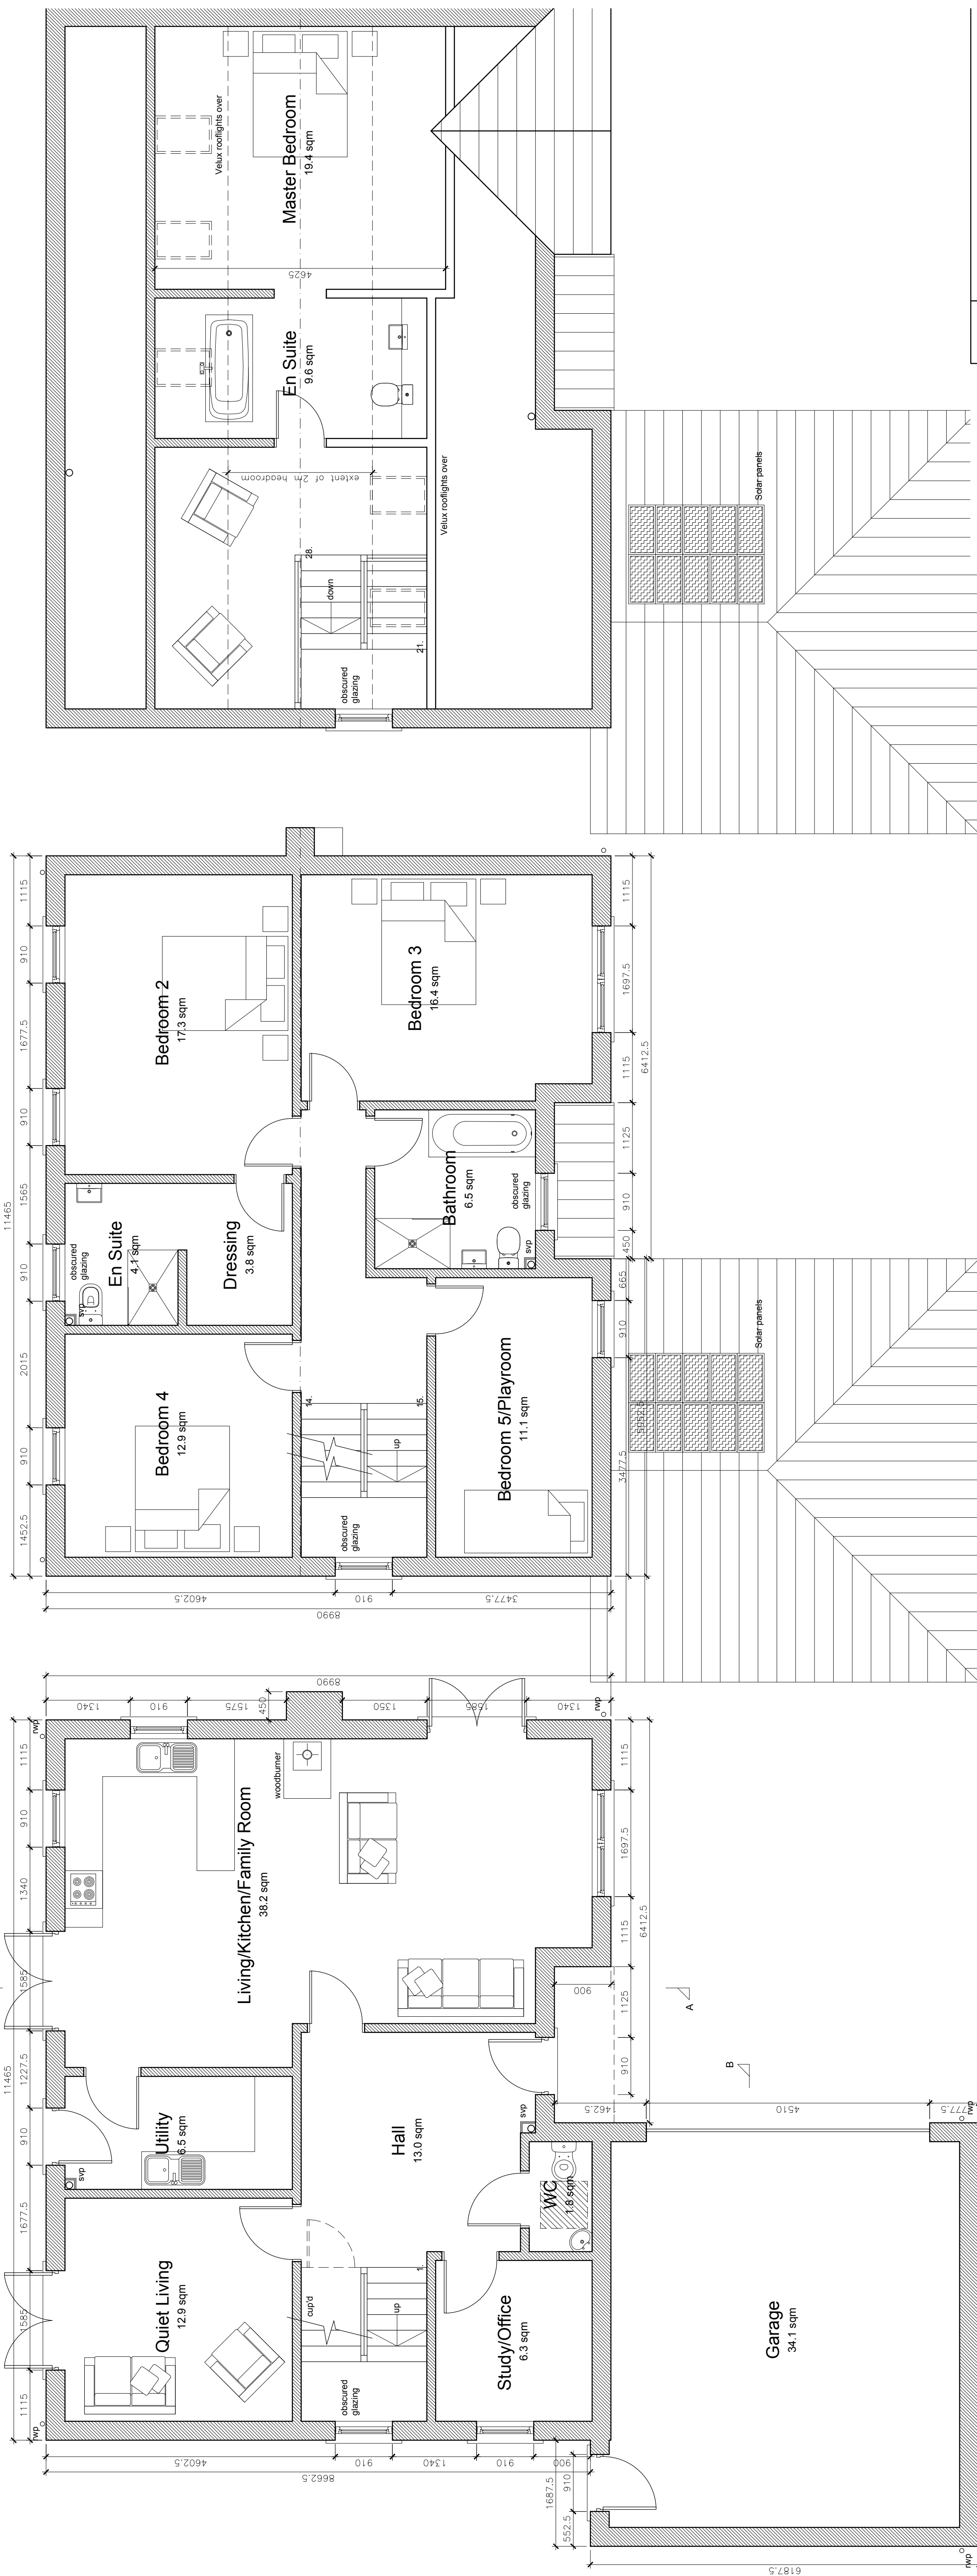 Velux rooflights over
Master Bedroom
19.4 sqm
4625
En Suite
9.6 sqm
extent of 2m headroom
Velux rooflights over
28.
down
21.
obscured
glazing
Solar panels
11465
1115
910
1677.5
910
1565
910
2015
910
1452.5
Bedroom 2
17.3 sqm
Bedroom 3
16.4 sqm
obscured
glazing
svp
En Suite
4.1 sqm
Dressing
3.8 sqm
Bathroom
6.5 sqm
obscured
glazing
svp
Bedroom 4
12.9 sqm
14.
15.
up
obscured
glazing
Bedroom 5/Playroom
11.1 sqm
1115
1697.5
1115
6412.5
1125
910
450
665
910
5052.5
3477.5
Solar panels
4602.5
910
3477.5
8990
8990
1340
910
1575
450
1350
1585
1340
rwp
rwp
11465
1115
910
1340
1585
1227.5
910
1677.5
1585
1115
rwp
woodburner
Living/Kitchen/Family Room
38.2 sqm
Utility
6.5 sqm
svp
Hall
13.0 sqm
svp
WC
1.8 sqm
Quiet Living
12.9 sqm
cup'd
1.
up
obscured
glazing
Study/Office
6.3 sqm
1115
1697.5
1115
6412.5
900
1125
910
A
B
1462.5
4510
777.5
rwp
4602.5
910
1340
910
900
8662.5
1687.5
910
552.5
6187.5
rwp
Garage
34.1 sqm